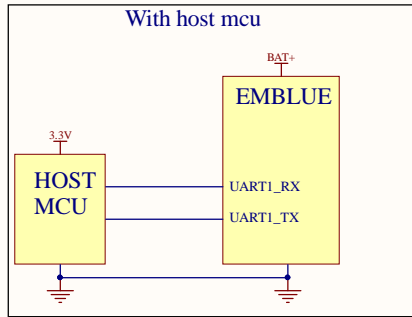 With host mcu
BAT+
EMBLUE
3.3V
HOST
MCU
UART1_RX
UART1_TX